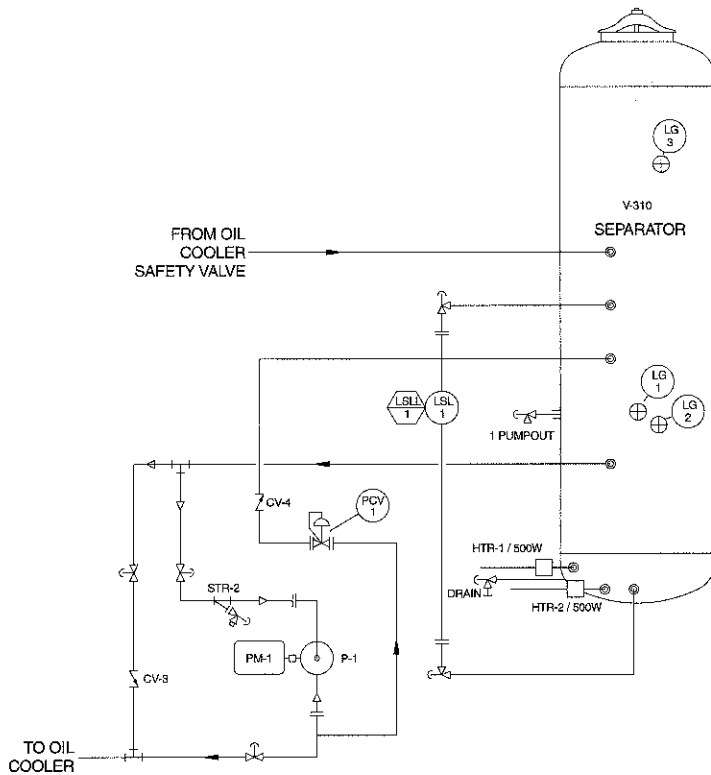 LG
3
V-310
SEPARATOR
FROM OIL
COOLER
SAFETY VALVE
LG
1
LG
2
LSLL
1
LSL
1
1 PUMPOUT
CV-4
PCV
1
HTR-1 / 500W
STR-2
DRAIN
HTR-2 / 500W
PM-1
P-1
CV-3
TO OIL
COOLER